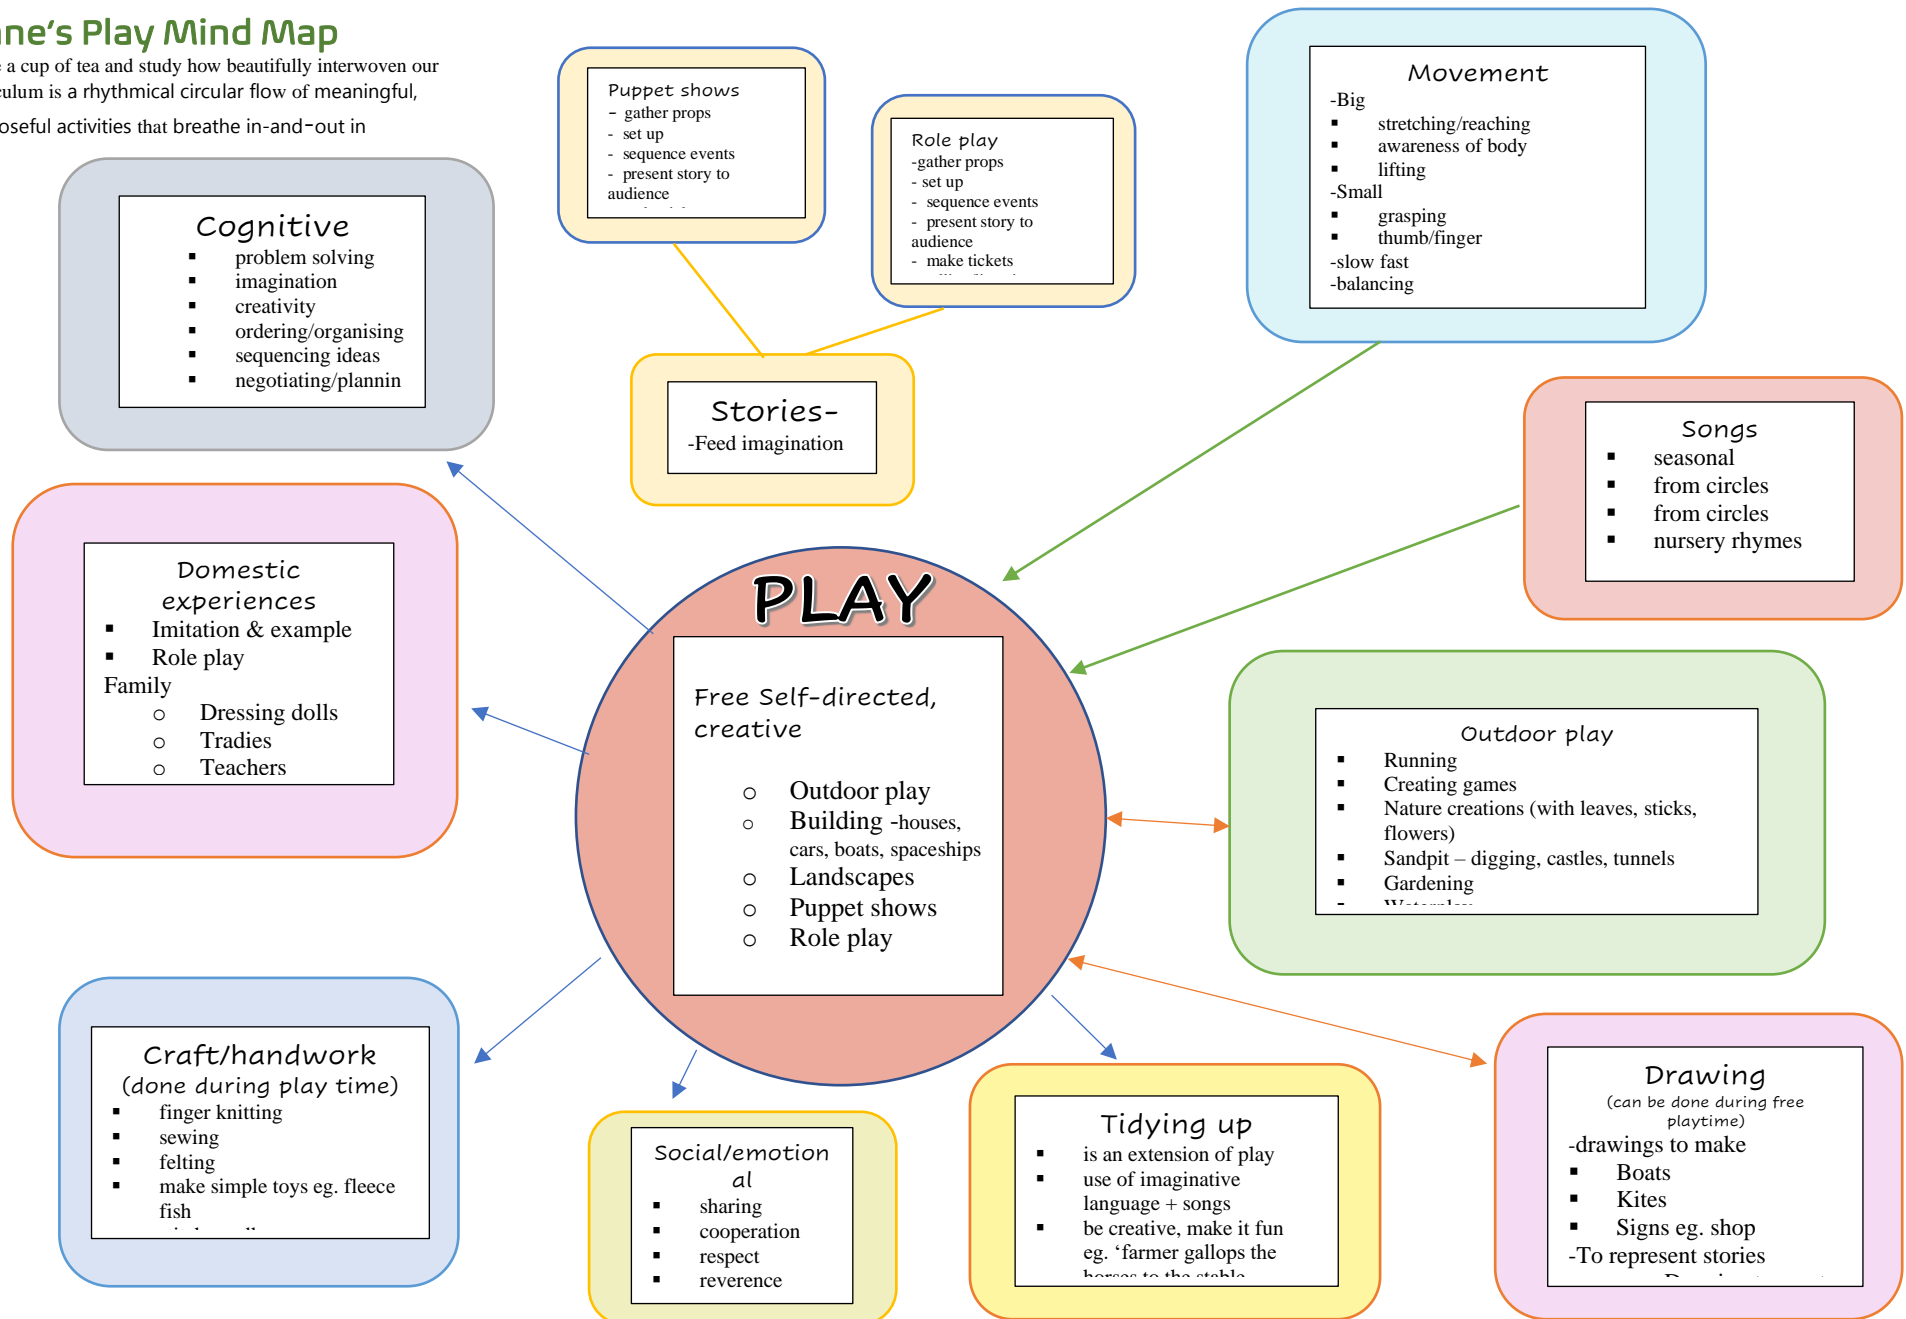 ne's Play Mind Map
a cup of tea and study how beautifully interwoven our
culum is a rhythmical circular flow of meaningful,
oseful activities that breathe in-and-out in
Puppet shows
- gather props
- set up
- sequence events
- present story to
audience
Role play
-gather props
- set up
- sequence events
- present story to
audience
- make tickets
Movement
-Big
▪ stretching/reaching
▪ awareness of body
▪ lifting
-Small
▪ grasping
▪ thumb/finger
-slow fast
-balancing
Cognitive
▪ problem solving
▪ imagination
▪ creativity
▪ ordering/organising
▪ sequencing ideas
▪ negotiating/plannin
Stories-
-Feed imagination
Songs
▪ seasonal
▪ from circles
▪ from circles
▪ nursery rhymes
Domestic
experiences
▪ Imitation & example
▪ Role play
Family
o Dressing dolls
o Tradies
o Teachers
PLAY
Free Self-directed,
creative
o Outdoor play
o Building -houses,
cars, boats, spaceships
o Landscapes
o Puppet shows
o Role play
Outdoor play
▪ Running
▪ Creating games
▪ Nature creations (with leaves, sticks,
flowers)
▪ Sandpit – digging, castles, tunnels
▪ Gardening
▪ Waterplay
Craft/handwork
(done during play time)
▪ finger knitting
▪ sewing
▪ felting
▪ make simple toys eg. fleece
fish
Social/emotion
al
▪ sharing
▪ cooperation
▪ respect
▪ reverence
Tidying up
▪ is an extension of play
▪ use of imaginative
language + songs
▪ be creative, make it fun
eg. ‘farmer gallops the
horses to the stable
Drawing
(can be done during free
playtime)
-drawings to make
▪ Boats
▪ Kites
▪ Signs eg. shop
-To represent stories